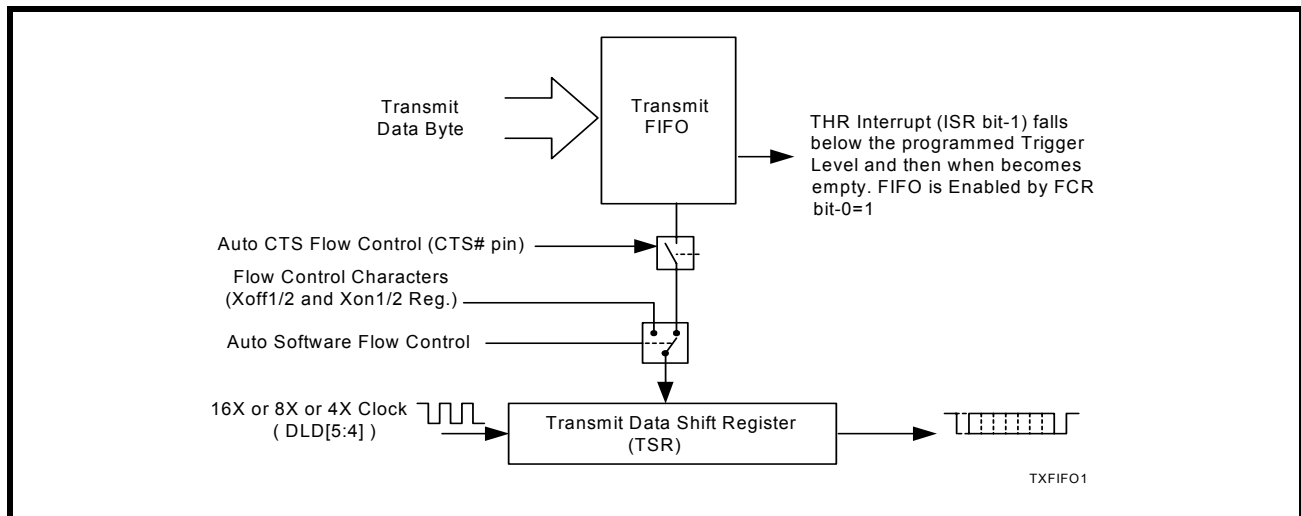 Transmit
Data Byte
Transmit
FIFO
THR Interrupt (ISR bit-1) falls
below the programmed Trigger
Level and then when becomes
empty. FIFO is Enabled by FCR
bit-0=1
Auto CTS Flow Control (CTS# pin)
Flow Control Characters
(Xoff1/2 and Xon1/2 Reg.)
Auto Software Flow Control
16X or 8X or 4X Clock
( DLD[5:4] )
Transmit Data Shift Register
(TSR)
TXFIFO1